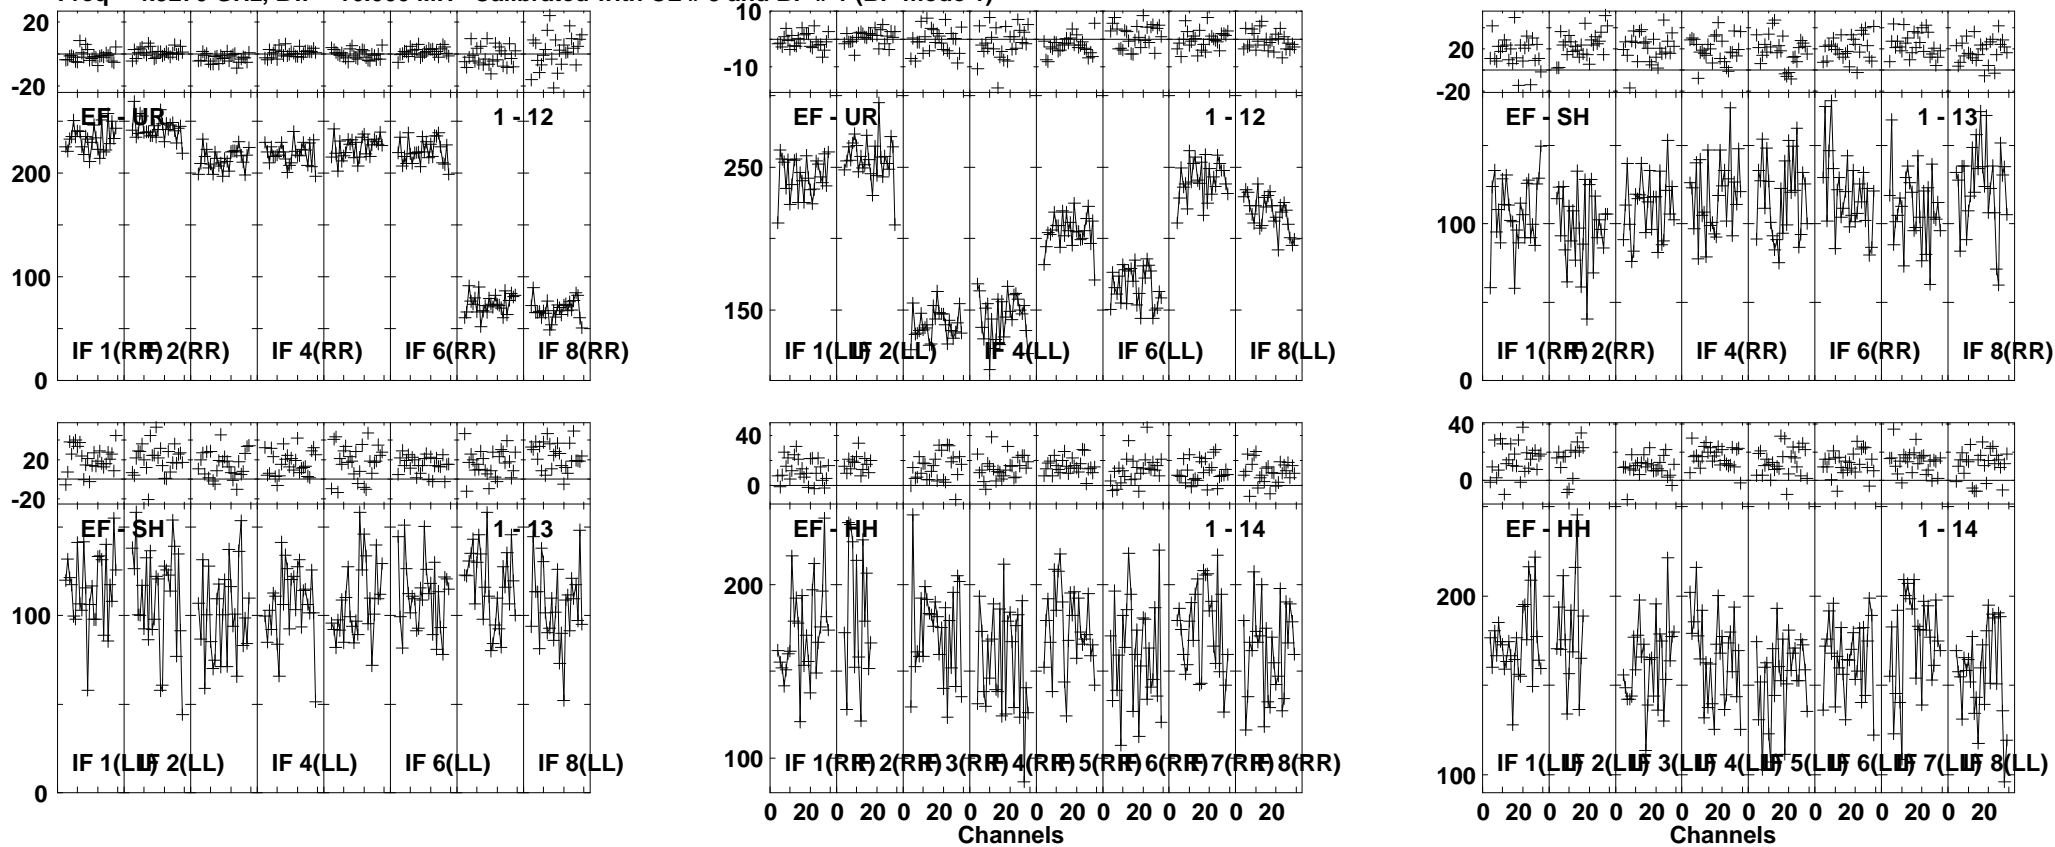 20
-20
EF - UR
1 - 12
200
100
0
IF 1(RR)
IF 2(RR)
IF 4(RR)
IF 6(RR)
IF 8(RR)
10
-10
EF - UR
1 - 12
250
150
IF 1(LL)
IF 2(LL)
IF 4(LL)
IF 6(LL)
IF 8(LL)
20
-20
EF - SH
1 - 13
100
0
IF 1(RR)
IF 2(RR)
IF 4(RR)
IF 6(RR)
IF 8(RR)
20
-20
EF - SH
1 - 13
100
0
IF 1(LL)
IF 2(LL)
IF 4(LL)
IF 6(LL)
IF 8(LL)
40
0
EF - HH
1 - 14
200
100
IF 1(RR)
IF 2(RR)
IF 3(RR)
IF 4(RR)
IF 5(RR)
IF 6(RR)
IF 7(RR)
IF 8(RR)
0 20 0 20 0 20 0 20 0 20 0 20 0 20 0 20
Channels
40
0
EF - HH
1 - 14
200
100
IF 1(LL)
IF 2(LL)
IF 3(LL)
IF 4(LL)
IF 5(LL)
IF 6(LL)
IF 7(LL)
IF 8(LL)
0 20 0 20 0 20 0 20 0 20 0 20 0 20 0 20
Channels